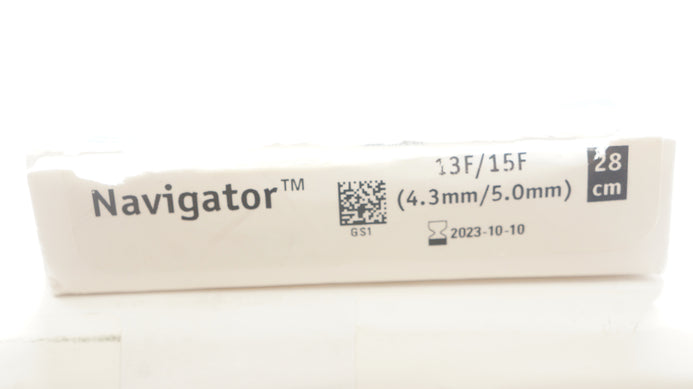 Navigator™
GS1
13F/15F
(4.3mm/5.0mm)
2023-10-10
28
cm